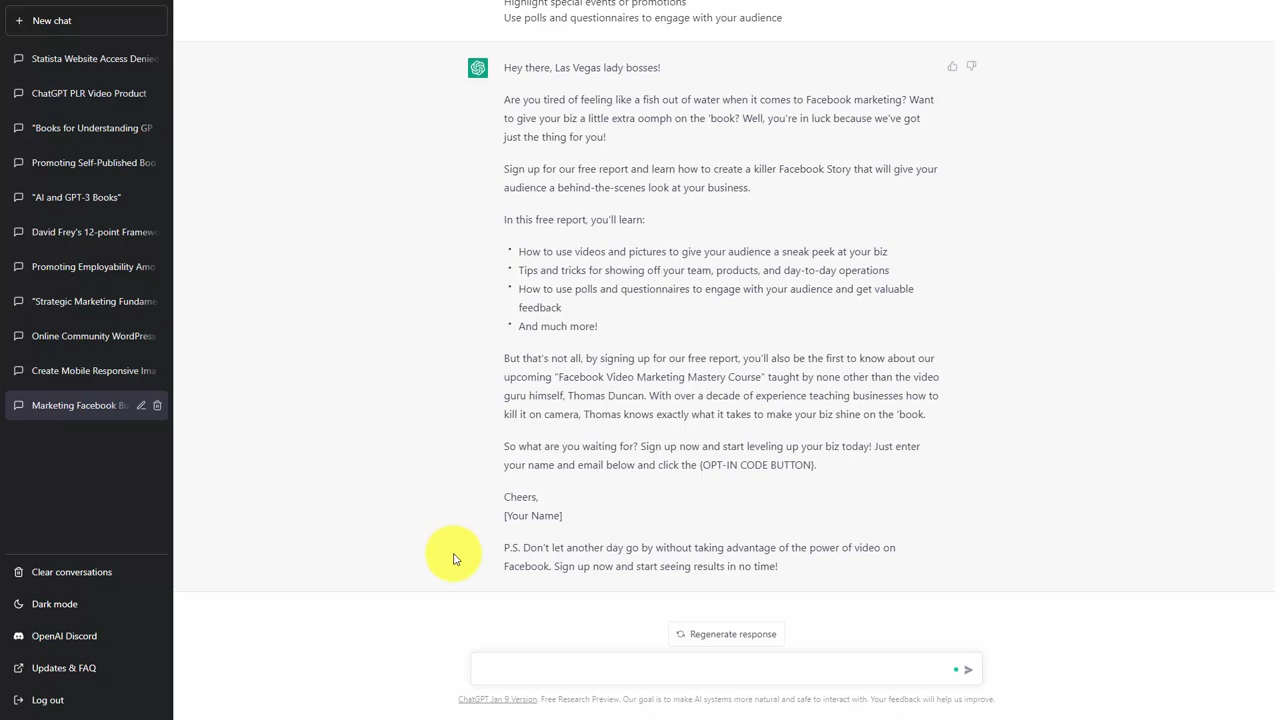 New chat
Statista Website Access Denied
ChatGPT PLR Video Product
"Books for Understanding GP
Promoting Self-Published Boo
"AI and GPT-3 Books"
David Frey's 12-point Framew
Promoting Employability Amo
"Strategic Marketing Fundame
Online Community WordPress
Create Mobile Responsive Ima
Marketing Facebook Bu
Clear conversations
Dark mode
OpenAI Discord
Updates & FAQ
Log out
Highlight special events or promotions
Use polls and questionnaires to engage with your audience
Hey there, Las Vegas lady bosses!
Are you tired of feeling like a fish out of water when it comes to Facebook marketing? Want
to give your biz a little extra oomph on the 'book? Well, you're in luck because we've got
just the thing for you!
Sign up for our free report and learn how to create a killer Facebook Story that will give your
audience a behind-the-scenes look at your business.
In this free report, you'll learn:
• How to use videos and pictures to give your audience a sneak peek at your biz
• Tips and tricks for showing off your team, products, and day-to-day operations
• How to use polls and questionnaires to engage with your audience and get valuable
feedback
• And much more!
But that's not all, by signing up for our free report, you'll also be the first to know about our
upcoming "Facebook Video Marketing Mastery Course" taught by none other than the video
guru himself, Thomas Duncan. With over a decade of experience teaching businesses how to
kill it on camera, Thomas knows exactly what it takes to make your biz shine on the 'book.
So what are you waiting for? Sign up now and start leveling up your biz today! Just enter
your name and email below and click the {OPT-IN CODE BUTTON}.
Cheers,
[Your Name]
P.S. Don't let another day go by without taking advantage of the power of video on
Facebook. Sign up now and start seeing results in no time!
Regenerate response
ChatGPT Jan 9 Version. Free Research Preview. Our goal is to make AI systems more natural and safe to interact with. Your feedback will help us improve.